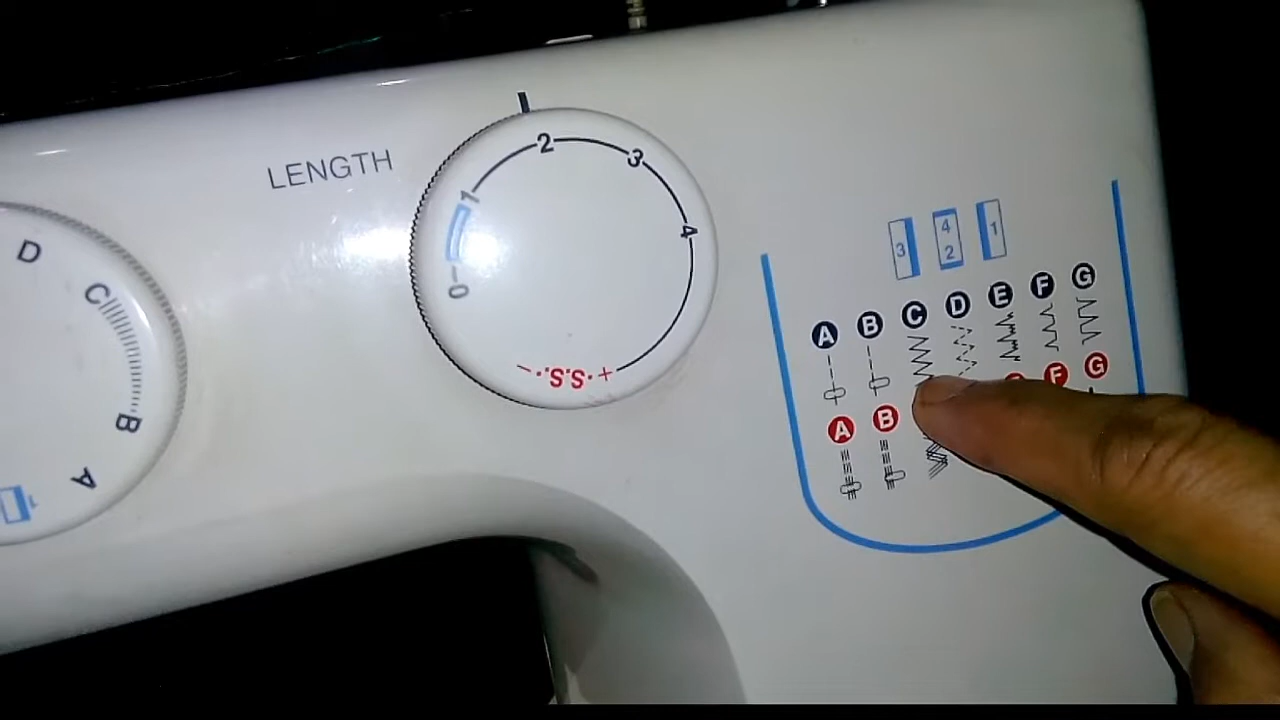 LENGTH
0 1 2 3 4
+ · S.S. · −
D
C
B
A
3 4 1
2
A B C D E F G
A B F G